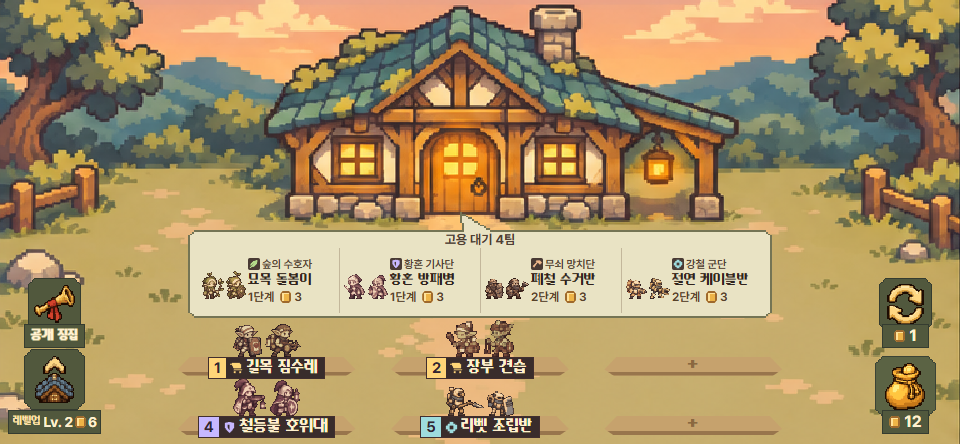 고용 대기 4팀
숲의 수호자
묘목 돌봄이
1단계 3
황혼 기사단
황혼 방패병
1단계 3
무쇠 망치단
폐철 수거반
2단계 3
강철 군단
절연 케이블반
2단계 3
공개 징집
1
1 길목 짐수레
2 장부 견습
+
레벨업 Lv. 2 6
4 철등불 호위대
5 리벳 조립반
+
12